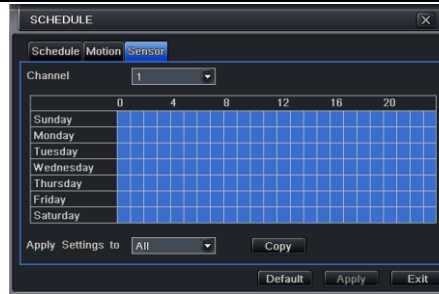 SCHEDULE X
Schedule Motion Sensor
Channel 1
0 4 8 12 16 20
Sunday
Monday
Tuesday
Wednesday
Thursday
Friday
Saturday
Apply Settings to All Copy
Default Apply Exit